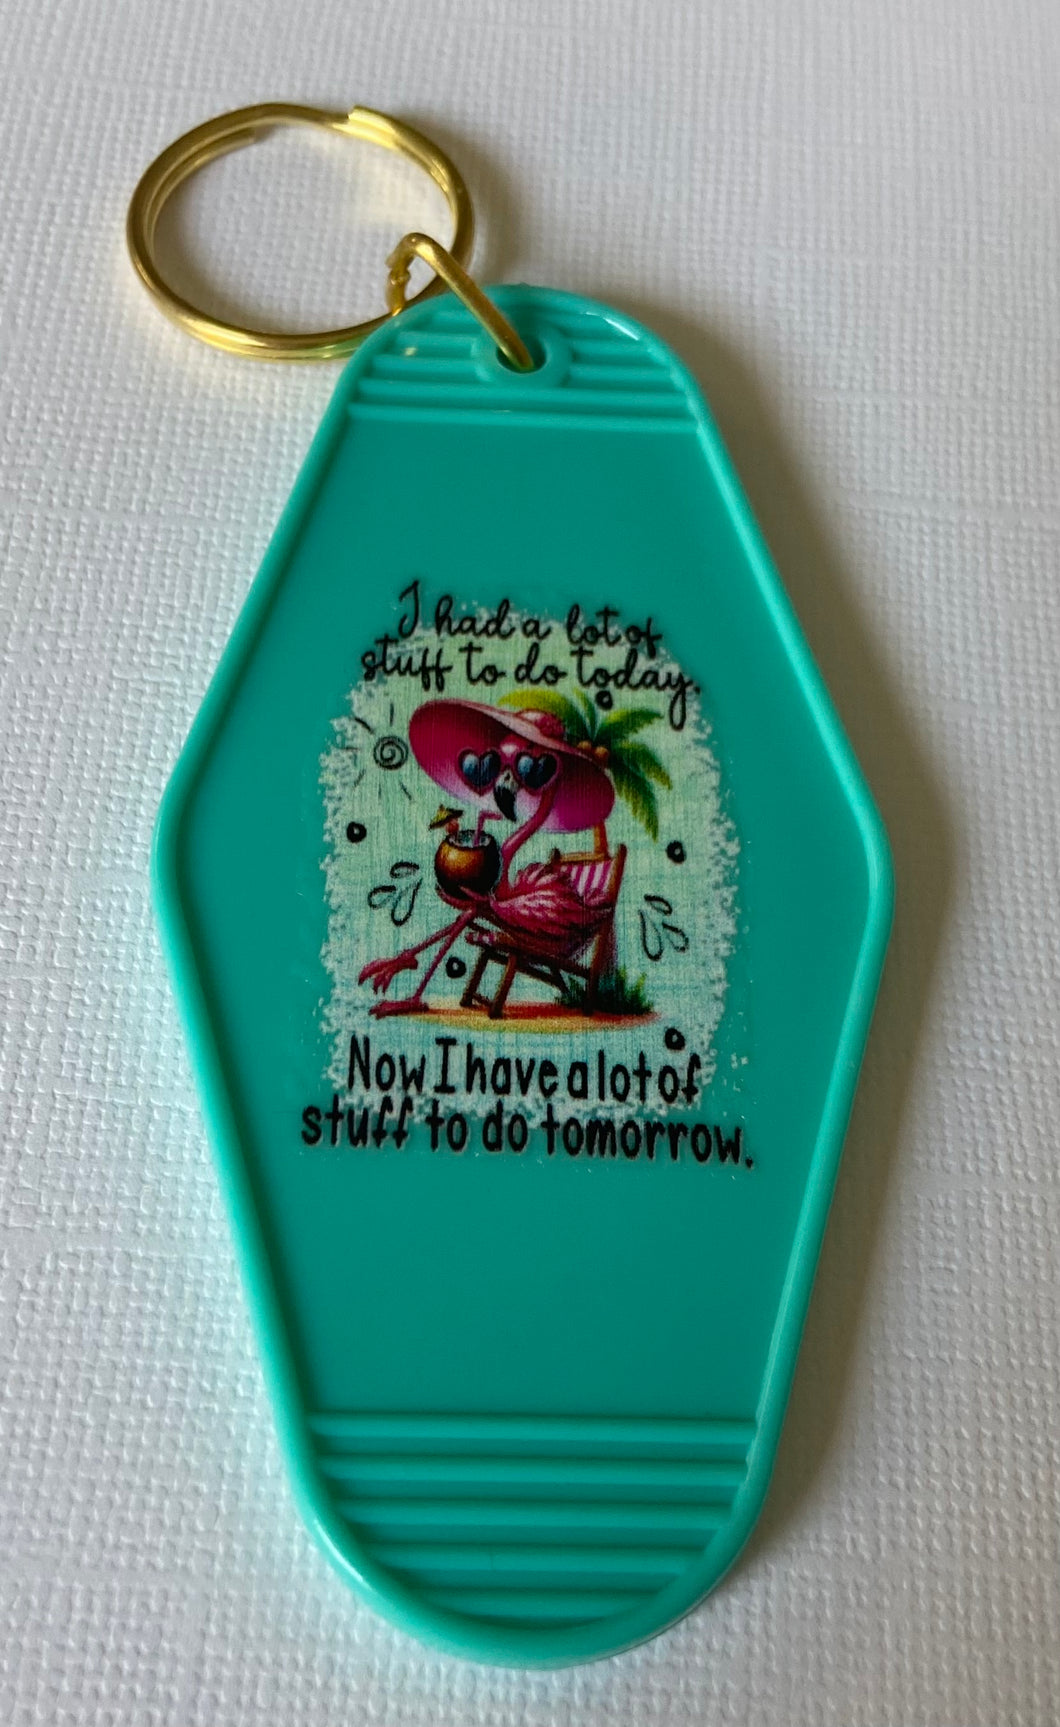 I had a lot of
stuff to do today.
Now I have a lot of
stuff to do tomorrow.